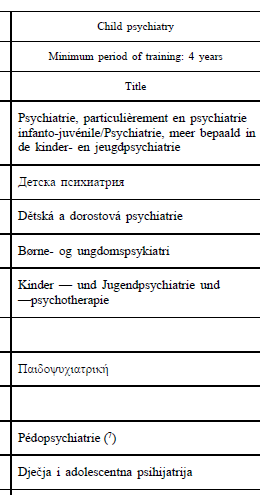 Child psychiatry
Minimum period of training: 4 years
Title
Psychiatrie, particulièrement en psychiatrie
infanto-juvénile/Psychiatrie, meer bepaald in
de kinder- en jeugdpsychiatrie
Детска психиатрия
Dětská a dorostová psychiatrie
Børne- og ungdomspsykiatri
Kinder — und Jugendpsychiatrie und
—psychotherapie
Παιδοψυχιατρική
Pédopsychiatrie (⁷)
Dječja i adolescentna psihijatrija